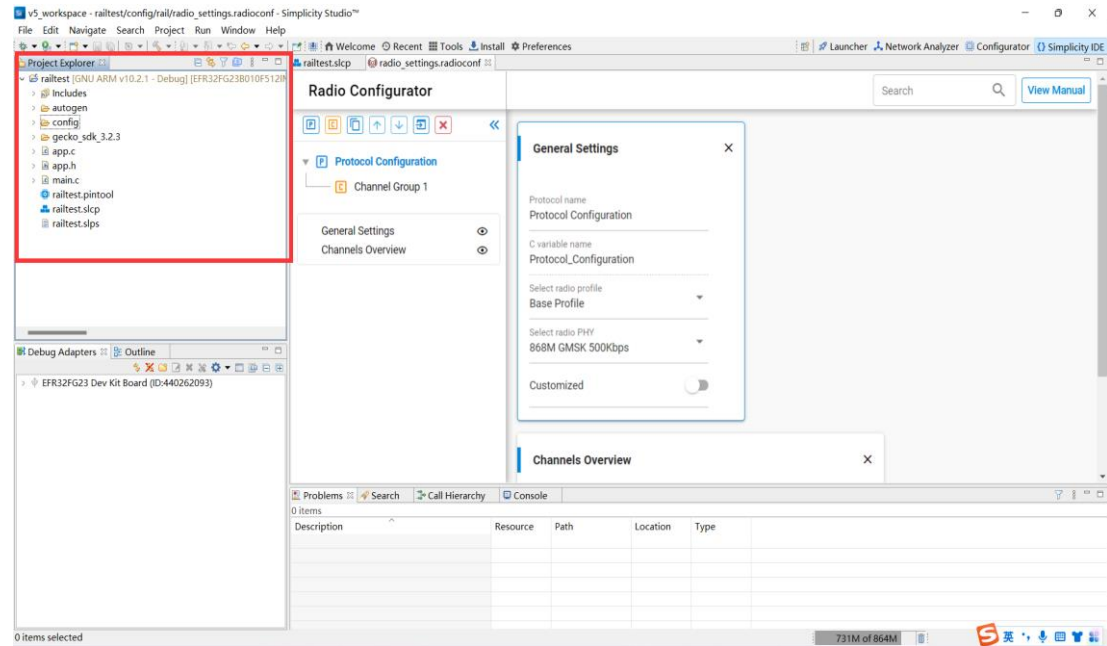 v5_workspace - railtest/config/rail/radio_settings.radioconf - Simplicity Studio™
File Edit Navigate Search Project Run Window Help
Welcome Recent Tools Install Preferences
Launcher Network Analyzer Configurator {} Simplicity IDE
Project Explorer
railtest [GNU ARM v10.2.1 - Debug] [EFR32FG23B010F512IM
Includes
autogen
config
gecko_sdk_3.2.3
app.c
app.h
main.c
railtest.pintool
railtest.slcp
railtest.slps
Debug Adapters Outline
EFR32FG23 Dev Kit Board (ID:440262093)
railtest.slcp radio_settings.radioconf
Radio Configurator
Search
View Manual
P Protocol Configuration
C Channel Group 1
General Settings
Channels Overview
General Settings
Protocol name
Protocol Configuration
C variable name
Protocol_Configuration
Select radio profile
Base Profile
Select radio PHY
868M GMSK 500Kbps
Customized
Channels Overview
Problems Search Call Hierarchy Console
0 items
Description Resource Path Location Type
0 items selected
731M of 864M
英